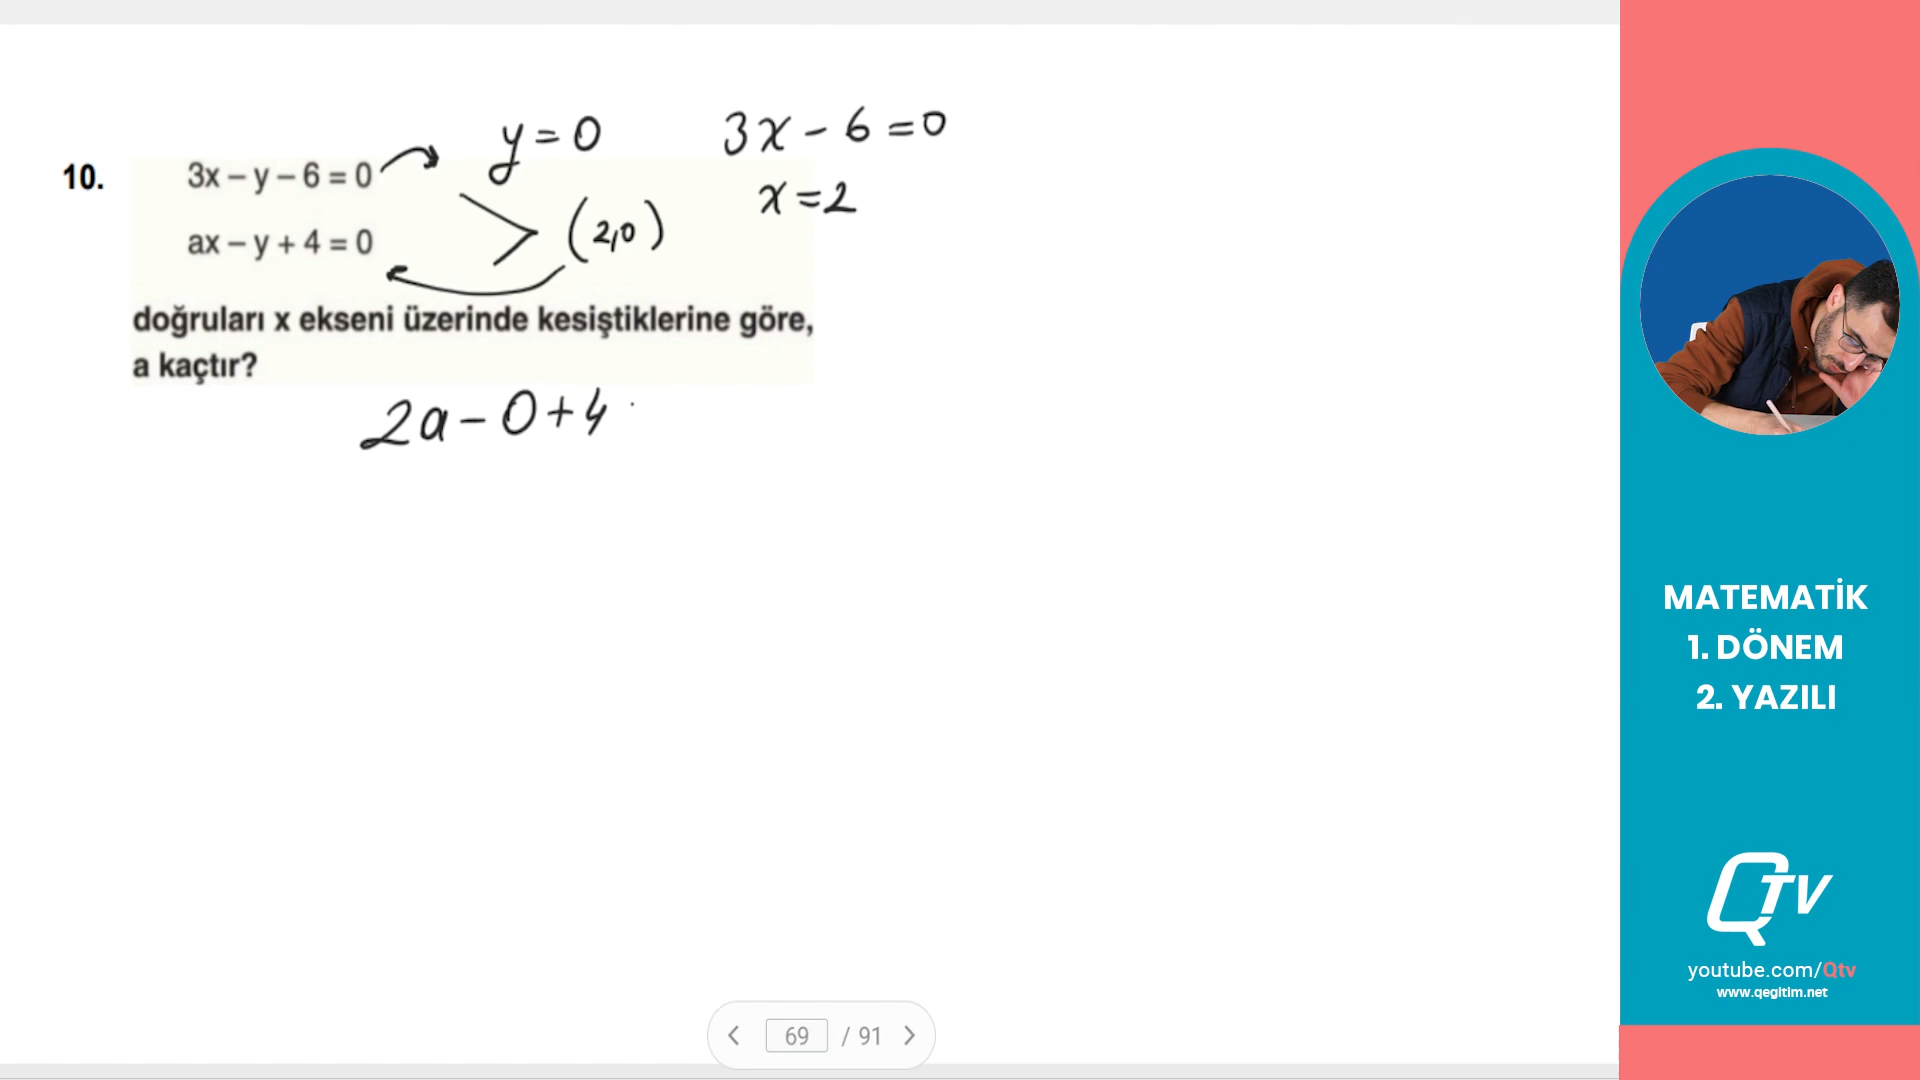 10.
3x – y – 6 = 0
y = 0
3x – 6 = 0
x = 2
ax – y + 4 = 0
(2,0)
doğruları x ekseni üzerinde kesiştiklerine göre,
a kaçtır?
2a – 0 + 4
69 / 91
MATEMATİK
1. DÖNEM
2. YAZILI
QTV
youtube.com/Qtv
www.qegitim.net